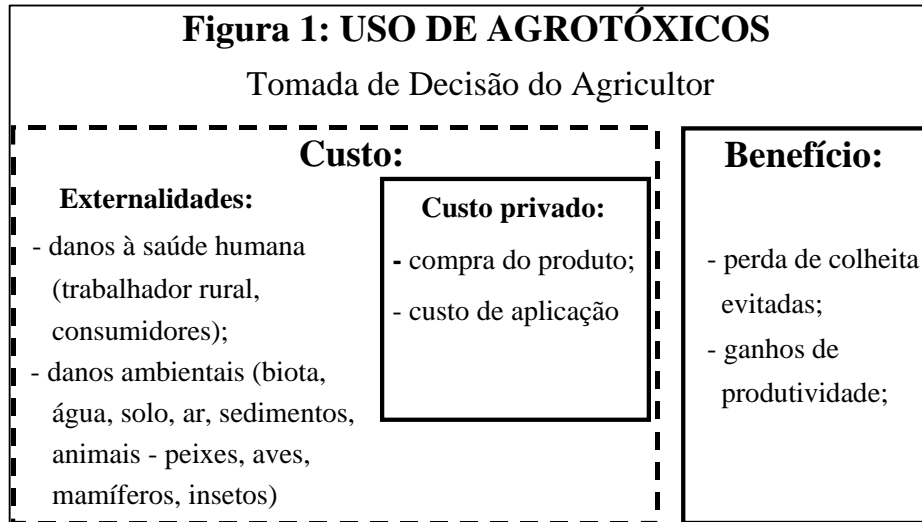 Figura 1: USO DE AGROTÓXICOS
Tomada de Decisão do Agricultor
Custo:
Externalidades:
- danos à saúde humana
(trabalhador rural,
consumidores);
- danos ambientais (biota,
água, solo, ar, sedimentos,
animais - peixes, aves,
mamíferos, insetos)
Custo privado:
- compra do produto;
- custo de aplicação
Benefício:
- perda de colheita
evitadas;
- ganhos de
produtividade;